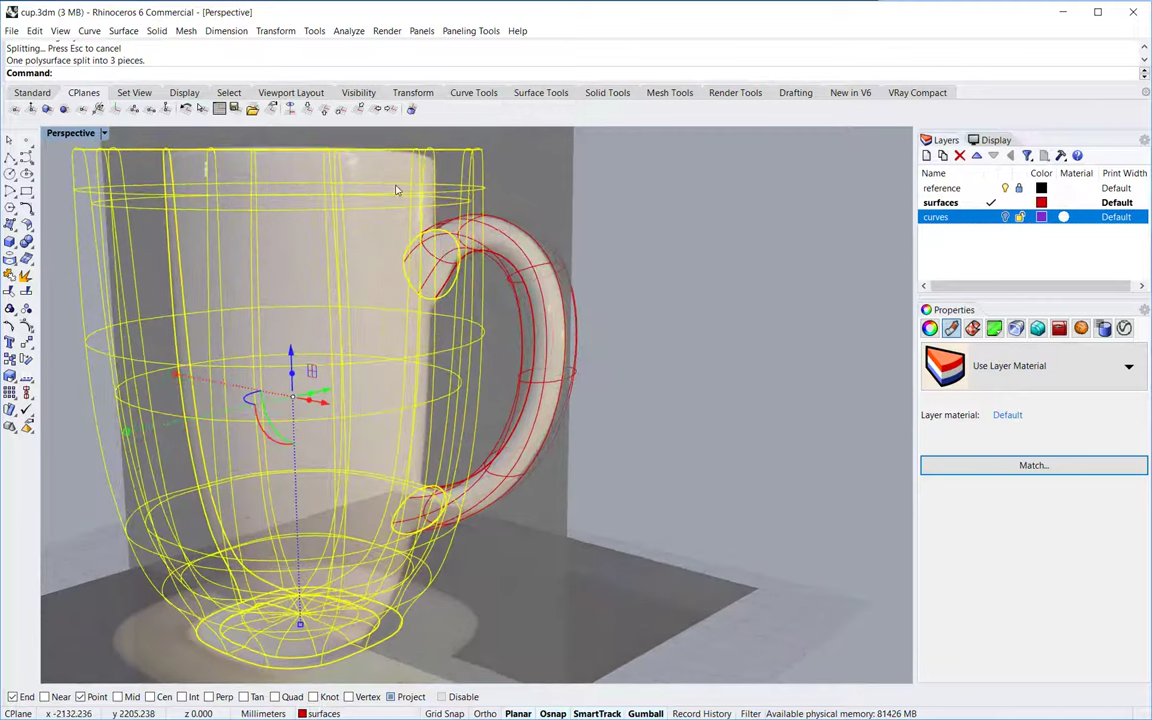 cup.3dm (3 MB) - Rhinoceros 6 Commercial - [Perspective]
File Edit View Curve Surface Solid Mesh Dimension Transform Tools Analyze Render Panels Paneling Tools Help
Splitting... Press Esc to cancel
One polysurface split into 3 pieces.
Command:
Standard CPlanes Set View Display Select Viewport Layout Visibility Transform Curve Tools Surface Tools Solid Tools Mesh Tools Render Tools Drafting New in V6 VRay Compact
Perspective
Layers Display
Name Color Material Print Width
reference Default
surfaces Default
curves Default
Properties
Use Layer Material
Layer material: Default
Match...
End Near Point Mid Cen Int Perp Tan Quad Knot Vertex Project Disable
CPlane x -2132.236 y 2205.238 z 0.000 Millimeters surfaces Grid Snap Ortho Planar Osnap SmartTrack Gumball Record History Filter Available physical memory: 81426 MB